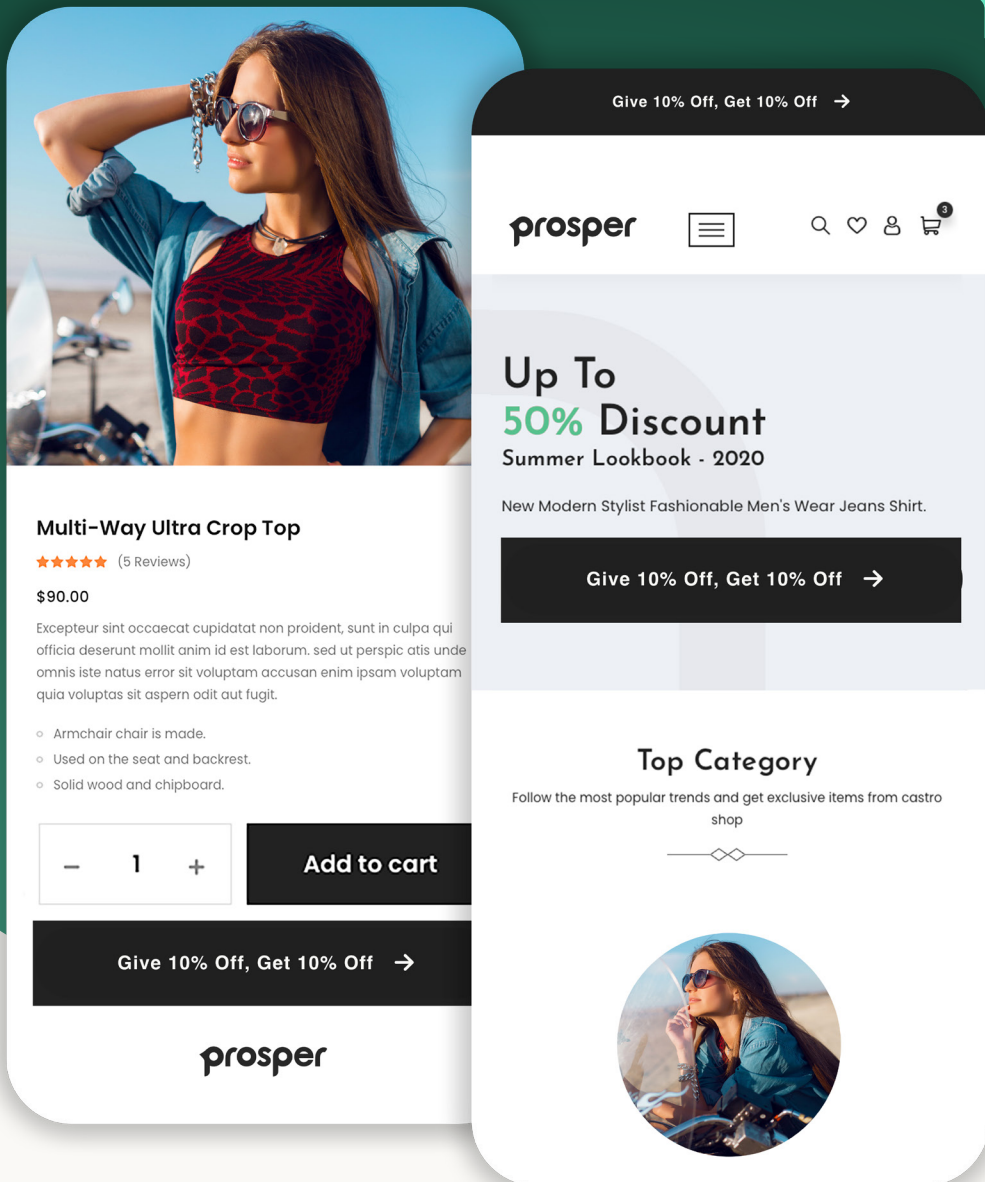 Multi-Way Ultra Crop Top
(5 Reviews)
$90.00
Excepteur sint occaecat cupidatat non proident, sunt in culpa qui
officia deserunt mollit anim id est laborum. sed ut perspic atis unde
omnis iste natus error sit voluptam accusan enim ipsam voluptam
quia voluptas sit aspern odit aut fugit.
Armchair chair is made.
Used on the seat and backrest.
Solid wood and chipboard.
− 1 +
Add to cart
Give 10% Off, Get 10% Off →
prosper
Give 10% Off, Get 10% Off →
prosper
3
Up To
50% Discount
Summer Lookbook - 2020
New Modern Stylist Fashionable Men's Wear Jeans Shirt.
Give 10% Off, Get 10% Off →
Top Category
Follow the most popular trends and get exclusive items from castro
shop